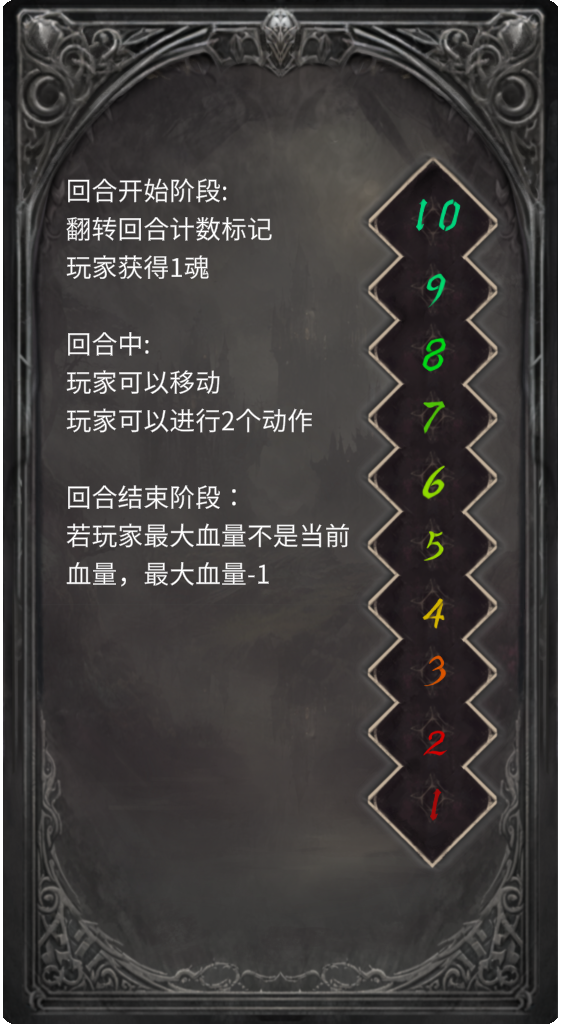 回合开始阶段:
翻转回合计数标记
玩家获得1魂
回合中:
玩家可以移动
玩家可以进行2个动作
回合结束阶段：
若玩家最大血量不是当前
血量，最大血量-1
10
9
8
7
6
5
4
3
2
1